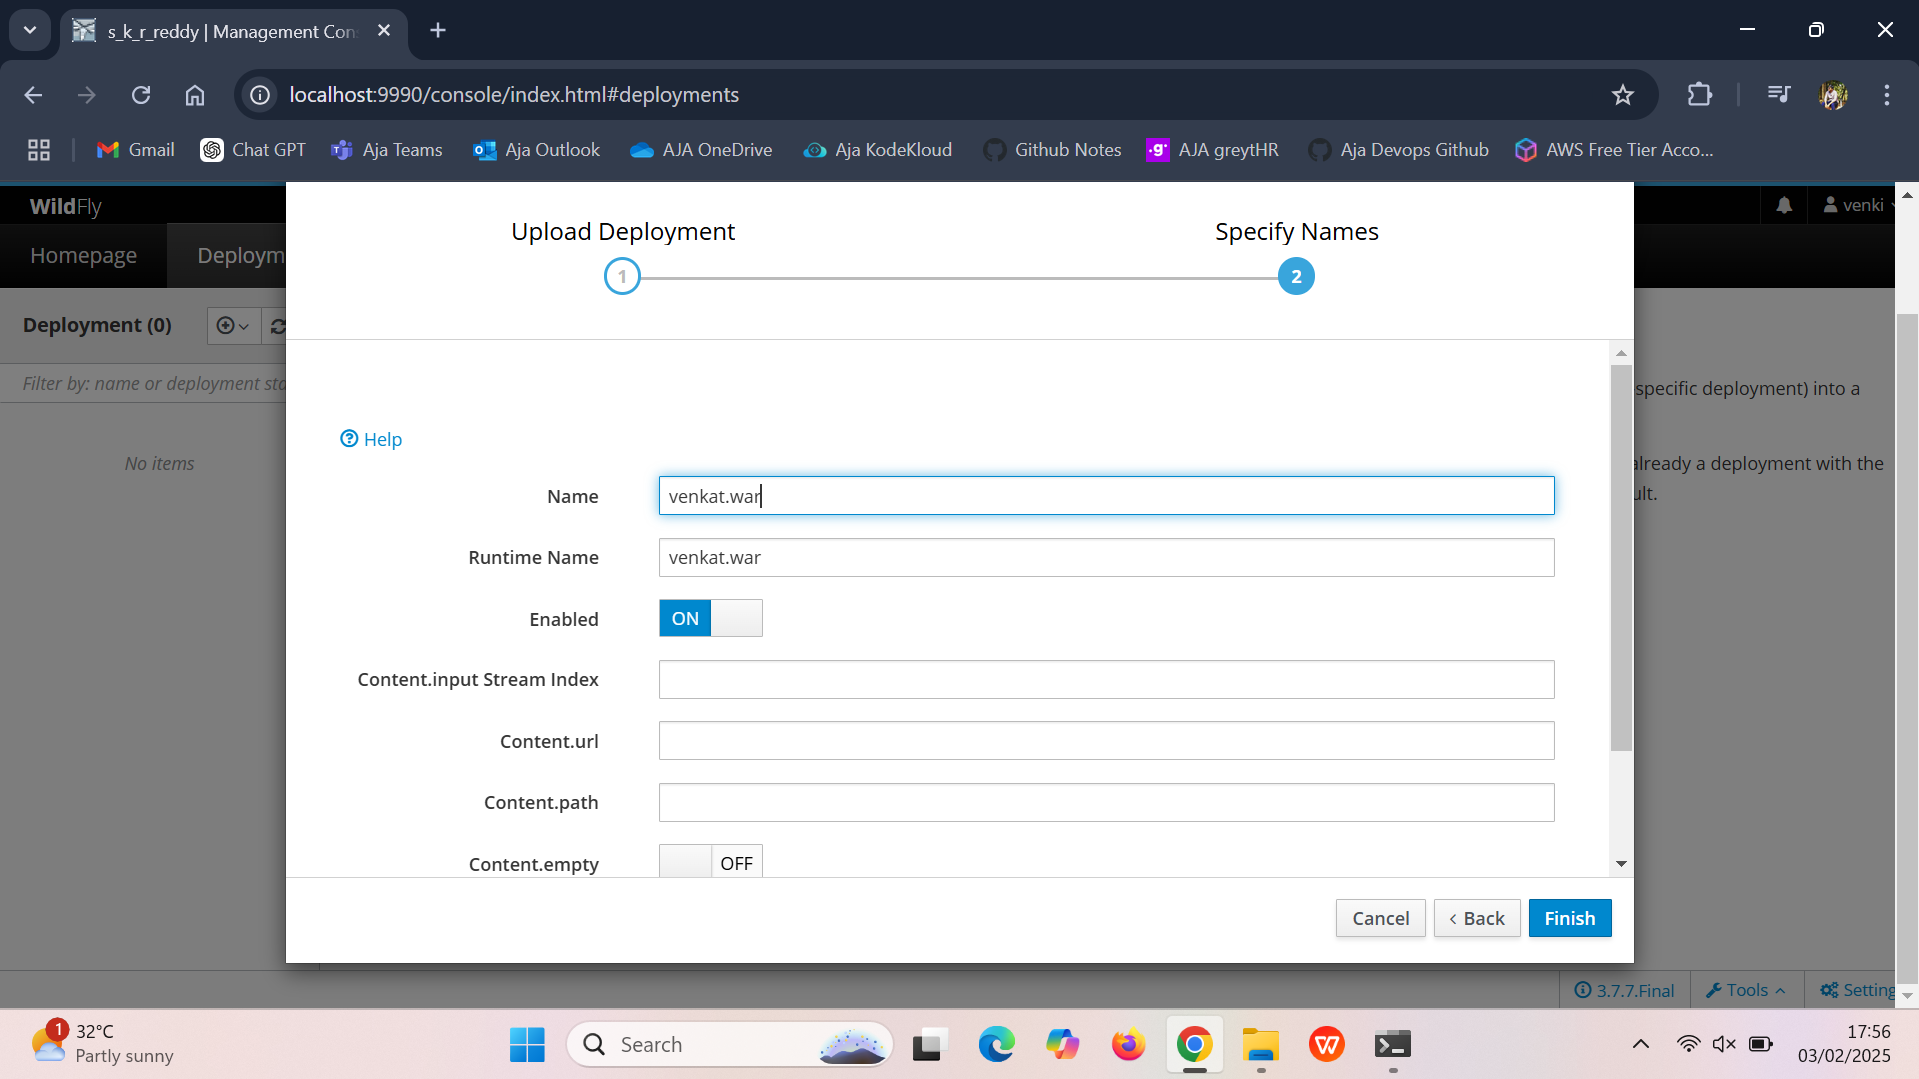 s_k_r_reddy | Management Con
localhost:9990/console/index.html#deployments
Gmail
Chat GPT
Aja Teams
Aja Outlook
AJA OneDrive
Aja KodeKloud
Github Notes
AJA greytHR
Aja Devops Github
AWS Free Tier Acco...
WildFly
venki
Homepage
Deploym
Upload Deployment
Specify Names
1
2
Deployment (0)
Filter by: name or deployment sta
No items
specific deployment) into a
already a deployment with the
ult.
Help
Name
venkat.war
Runtime Name
venkat.war
Enabled
ON
Content.input Stream Index
Content.url
Content.path
Content.empty
OFF
Cancel
Back
Finish
3.7.7.Final
Tools
Setting
1
32°C
Partly sunny
Search
17:56
03/02/2025